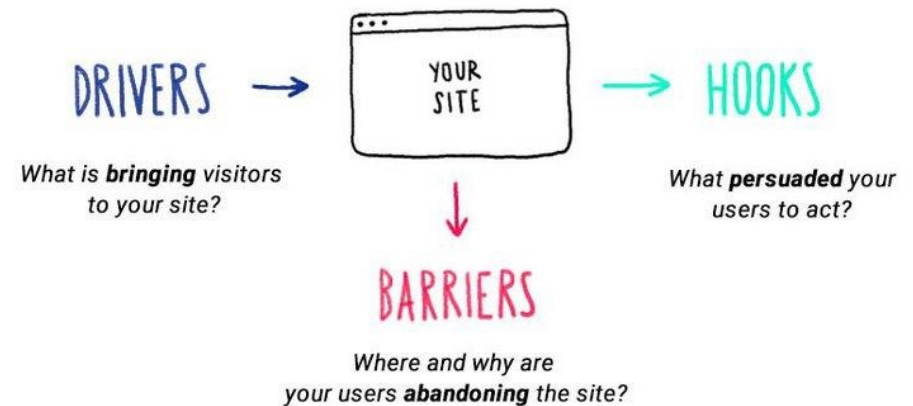 YOUR
SITE
DRIVERS
What is bringing visitors
to your site?
HOOKS
What persuaded your
users to act?
BARRIERS
Where and why are
your users abandoning the site?